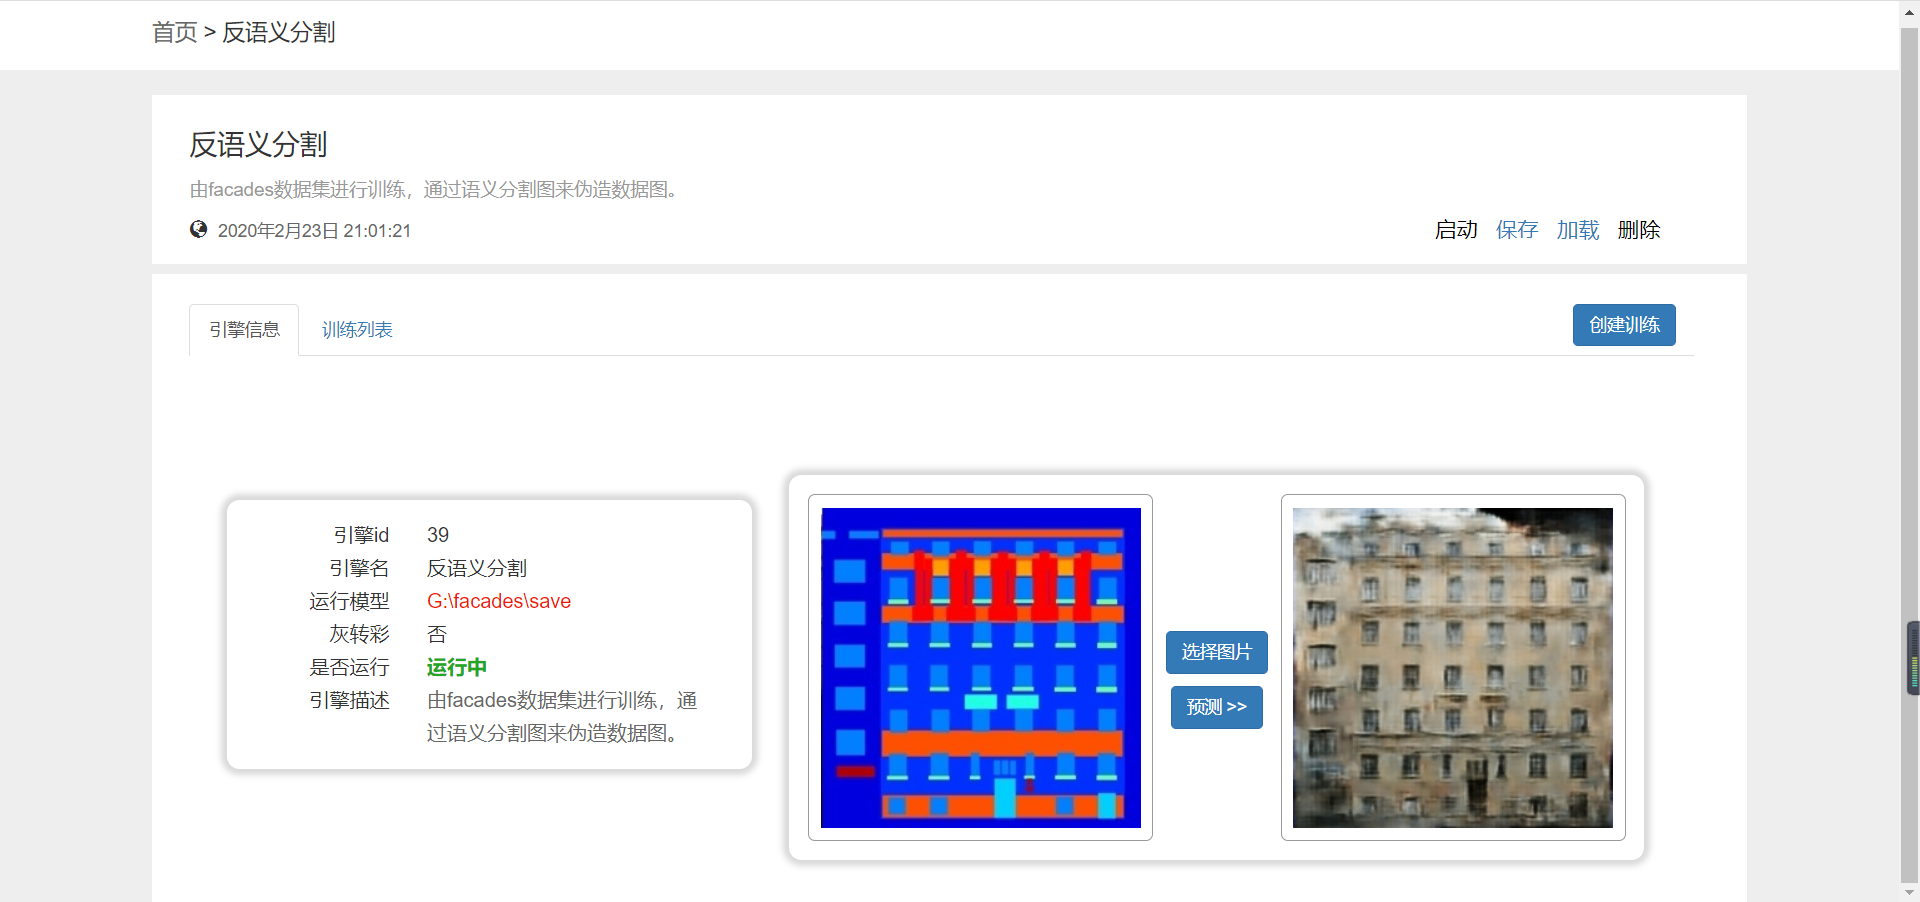 首页 > 反语义分割
反语义分割
由facades数据集进行训练，通过语义分割图来伪造数据图。
2020年2月23日 21:01:21
启动 保存 加载 删除
引擎信息 训练列表 创建训练
引擎id 39
引擎名 反语义分割
运行模型 G:\facades\save
灰转彩 否
是否运行 运行中
引擎描述 由facades数据集进行训练，通
过语义分割图来伪造数据图。
选择图片
预测 >>